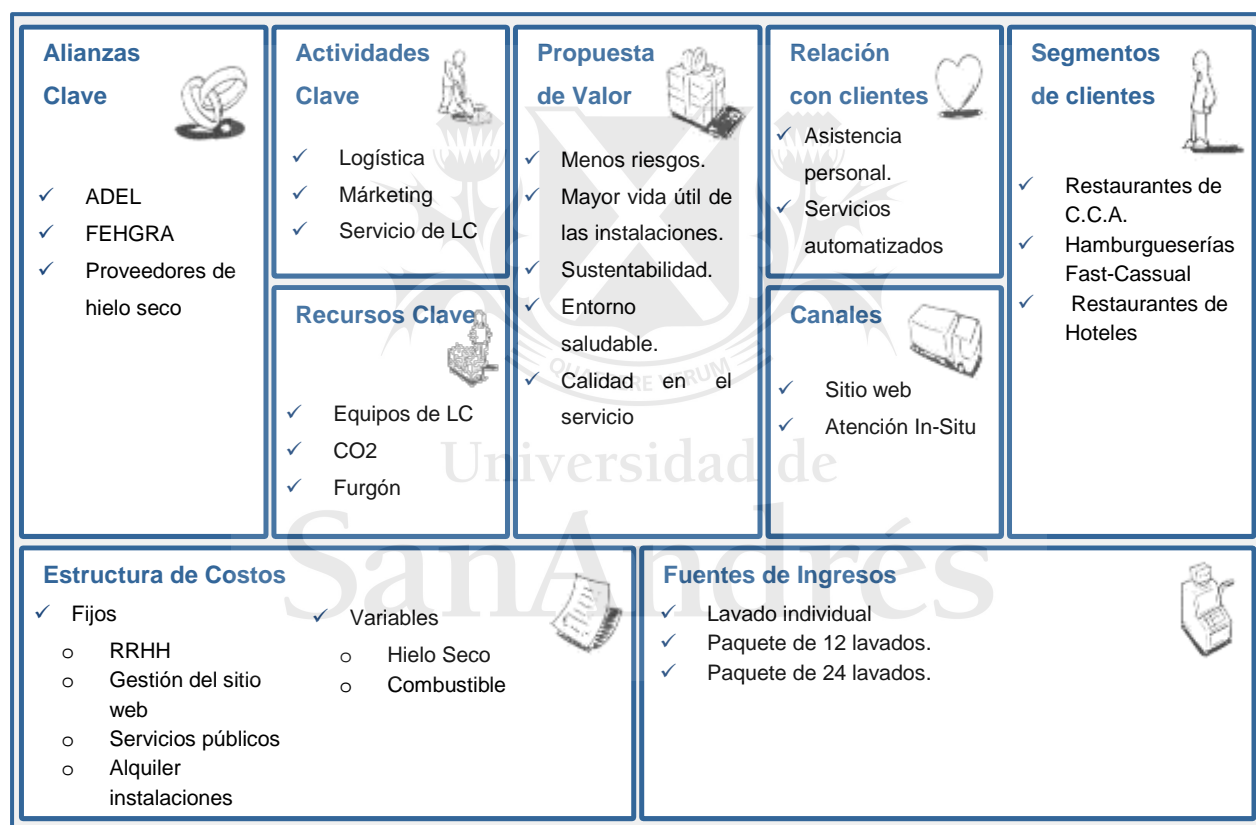 Alianzas
Clave
✓ ADEL
✓ FEHGRA
✓ Proveedores de
hielo seco
Actividades
Clave
✓ Logística
✓ Márketing
✓ Servicio de LC
Recursos Clave
✓ Equipos de LC
✓ CO2
✓ Furgón
Propuesta
de Valor
✓ Menos riesgos.
✓ Mayor vida útil de
las instalaciones.
✓ Sustentabilidad.
✓ Entorno
saludable.
✓ Calidad en el
servicio
Relación
con clientes
✓ Asistencia
personal.
✓ Servicios
automatizados
Canales
✓ Sitio web
✓ Atención In-Situ
Segmentos
de clientes
✓ Restaurantes de
C.C.A.
✓ Hamburgueserías
Fast-Cassual
✓ Restaurantes de
Hoteles
Estructura de Costos
✓ Fijos
o RRHH
o Gestión del sitio
web
o Servicios públicos
o Alquiler
instalaciones
✓ Variables
o Hielo Seco
o Combustible
Fuentes de Ingresos
✓ Lavado individual
✓ Paquete de 12 lavados.
✓ Paquete de 24 lavados.
QUAERERE VERUM
Universidad de
SanAndrés